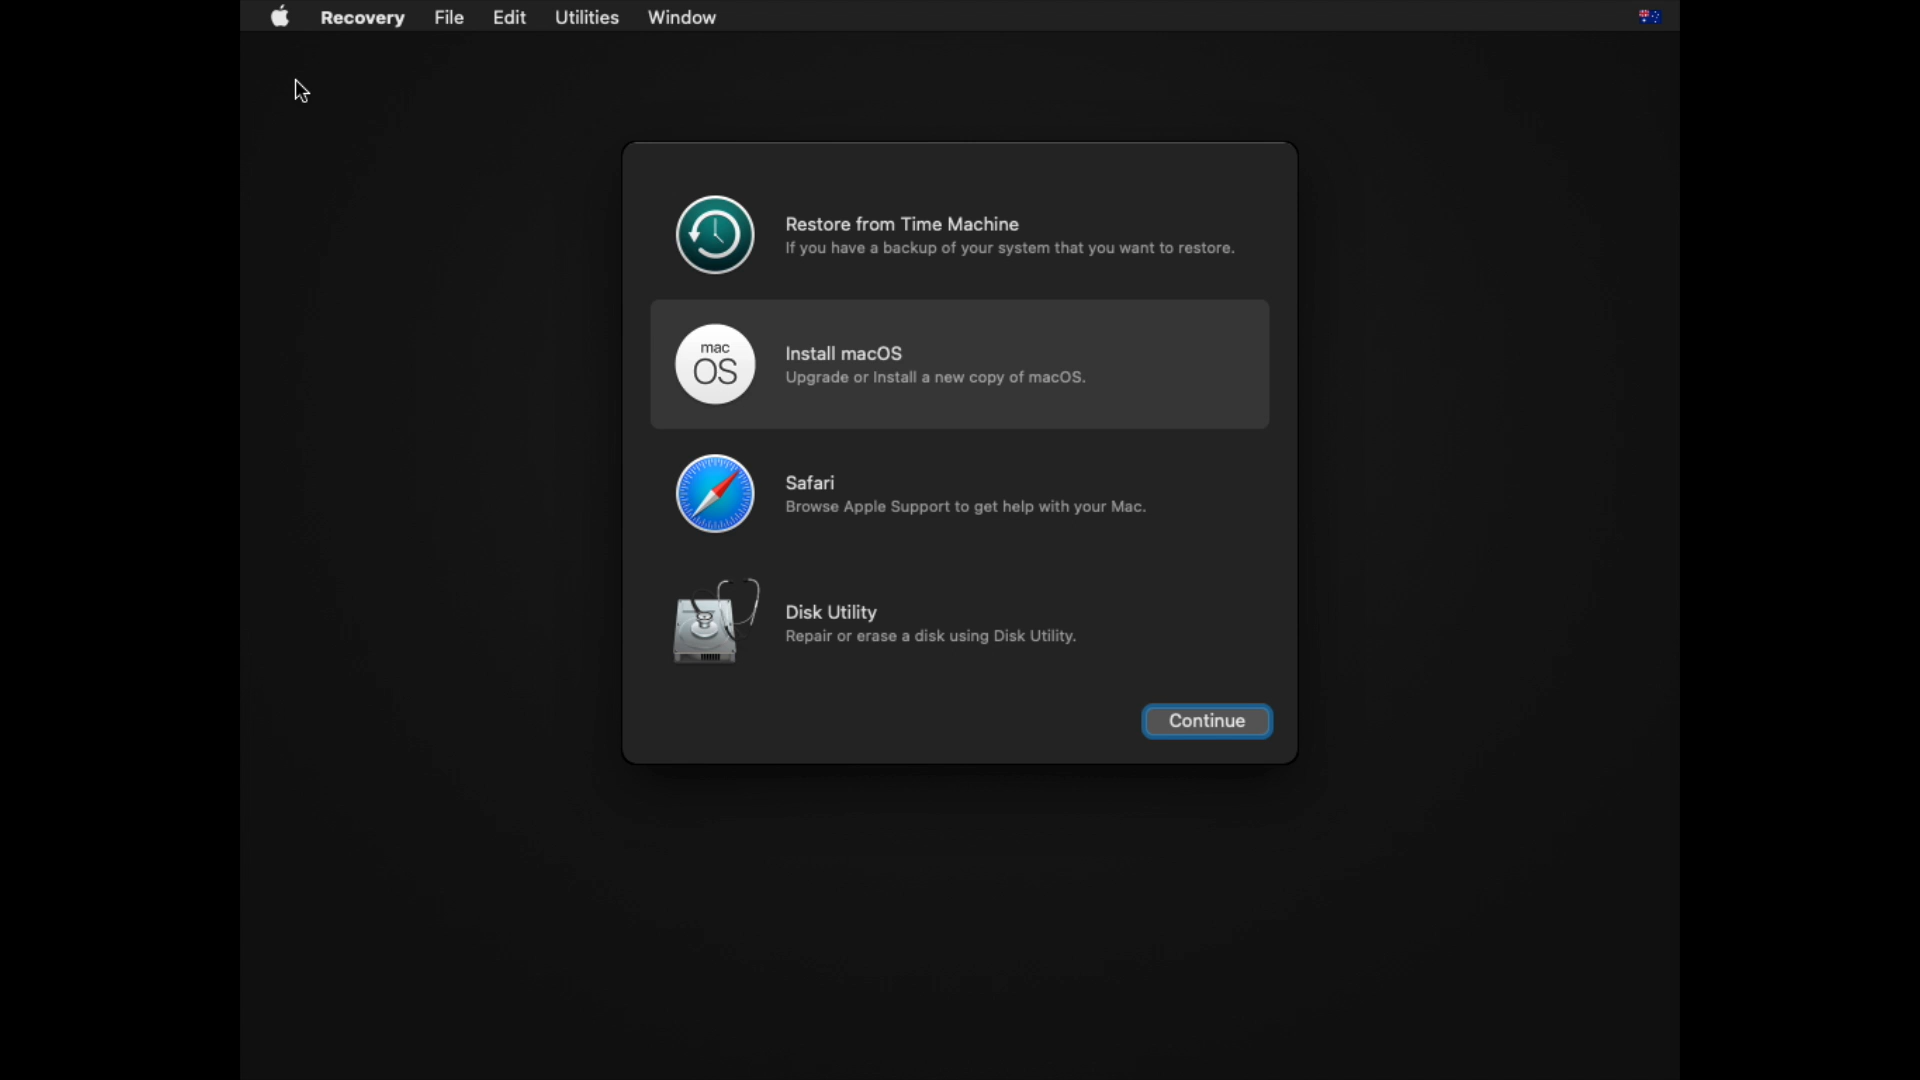 Recovery File Edit Utilities Window
Restore from Time Machine
If you have a backup of your system that you want to restore.
mac
OS
Install macOS
Upgrade or Install a new copy of macOS.
Safari
Browse Apple Support to get help with your Mac.
Disk Utility
Repair or erase a disk using Disk Utility.
Continue